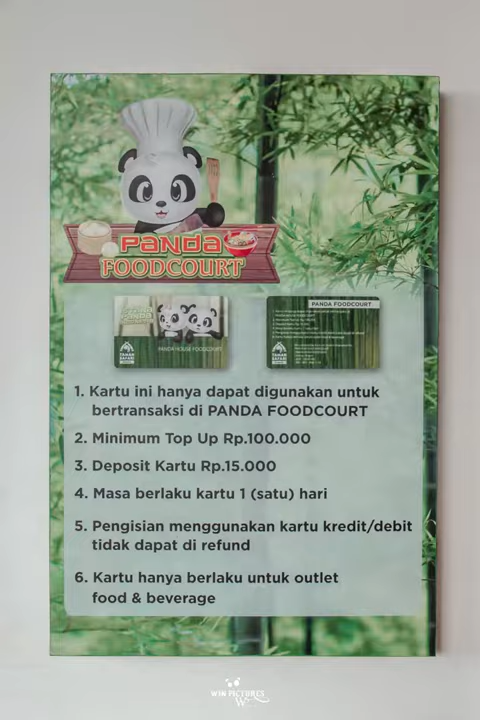 PANDA
FOODCOURT
TAMAN
SAFARI
PANDA HOUSE FOODCOURT
PANDA FOODCOURT
1. Kartu ini hanya dapat digunakan untuk
bertransaksi di PANDA FOODCOURT
2. Minimum Top Up Rp.100.000
3. Deposit Kartu Rp.15.000
4. Masa berlaku kartu 1 (satu) hari
5. Pengisian menggunakan kartu kredit/debit
tidak dapat di refund
6. Kartu hanya berlaku untuk outlet
food & beverage
WIN PICTURES